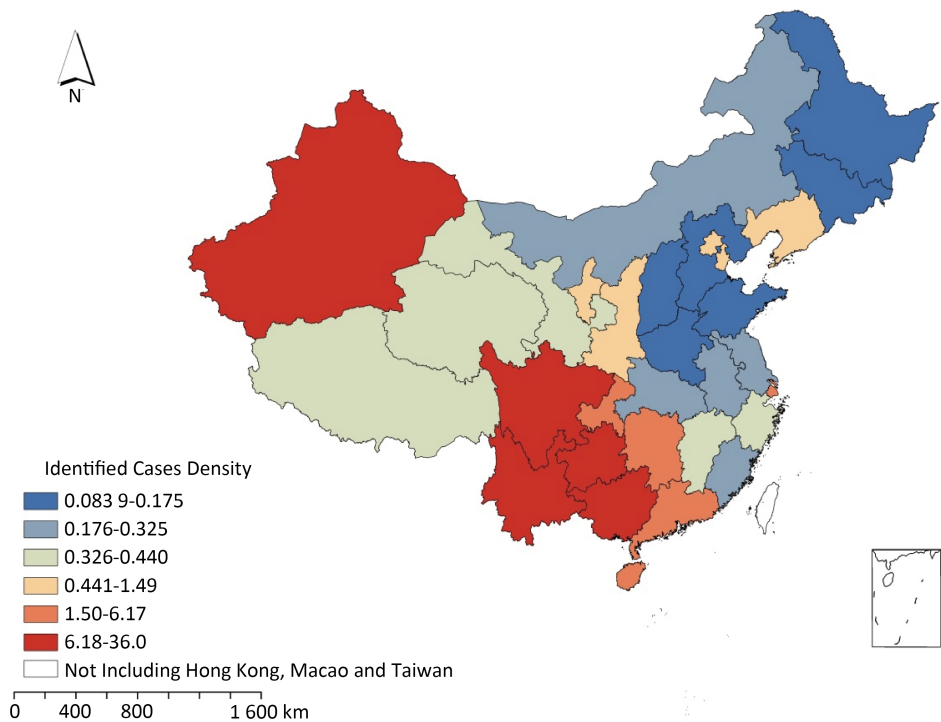 N
Identified Cases Density
0.083 9-0.175
0.176-0.325
0.326-0.440
0.441-1.49
1.50-6.17
6.18-36.0
Not Including Hong Kong, Macao and Taiwan
0 400 800 1 600 km